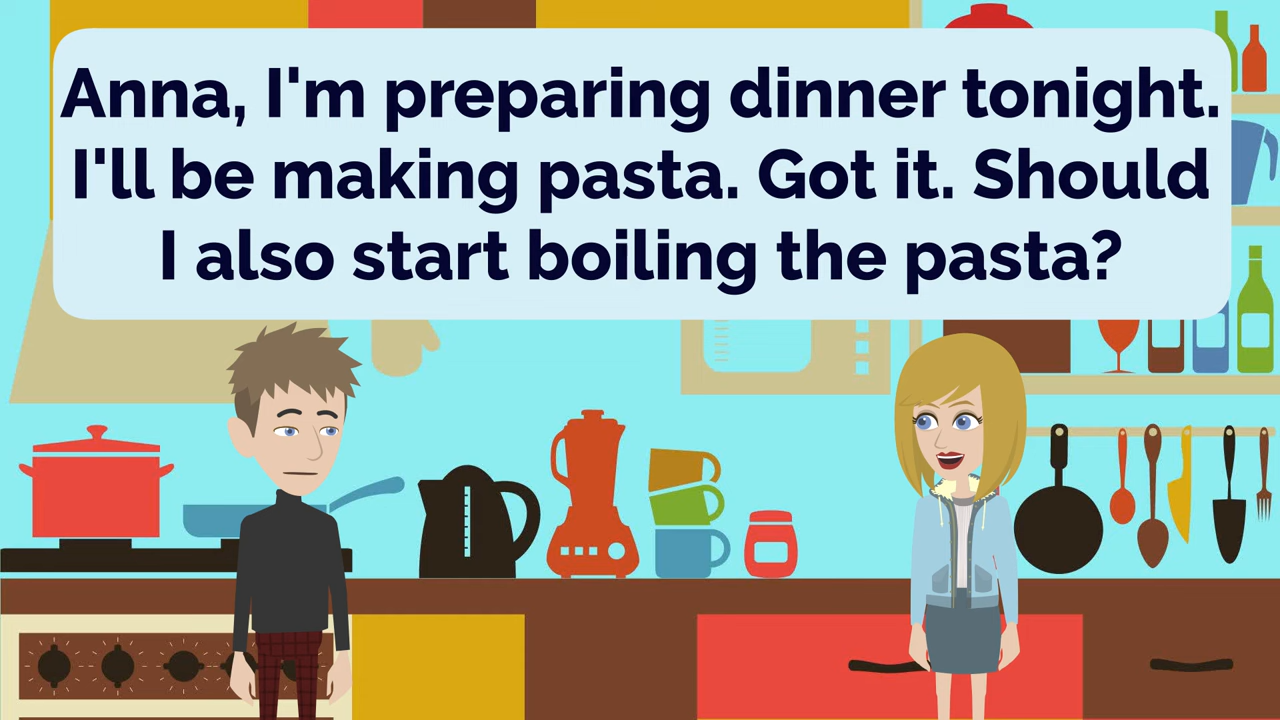 Anna, I'm preparing dinner tonight.
I'll be making pasta. Got it. Should
I also start boiling the pasta?